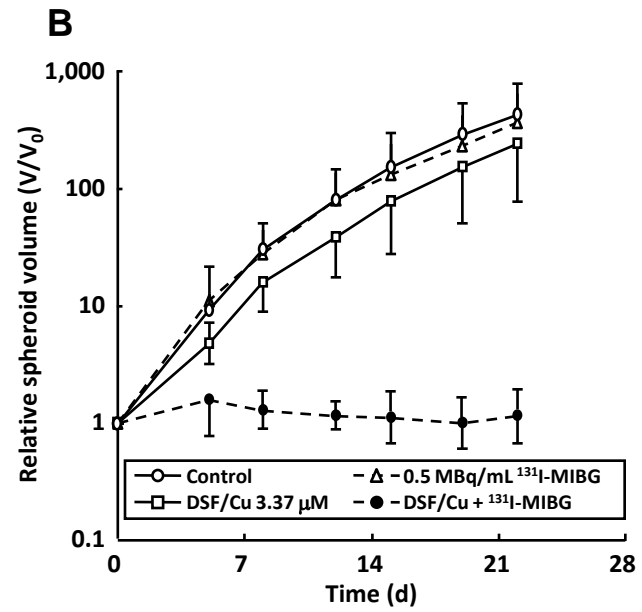 B
Relative spheroid volume (V/V₀)
1,000
100
10
1
0.1
Control
0.5 MBq/mL ¹³¹I-MIBG
DSF/Cu 3.37 μM
DSF/Cu + ¹³¹I-MIBG
0 7 14 21 28
Time (d)